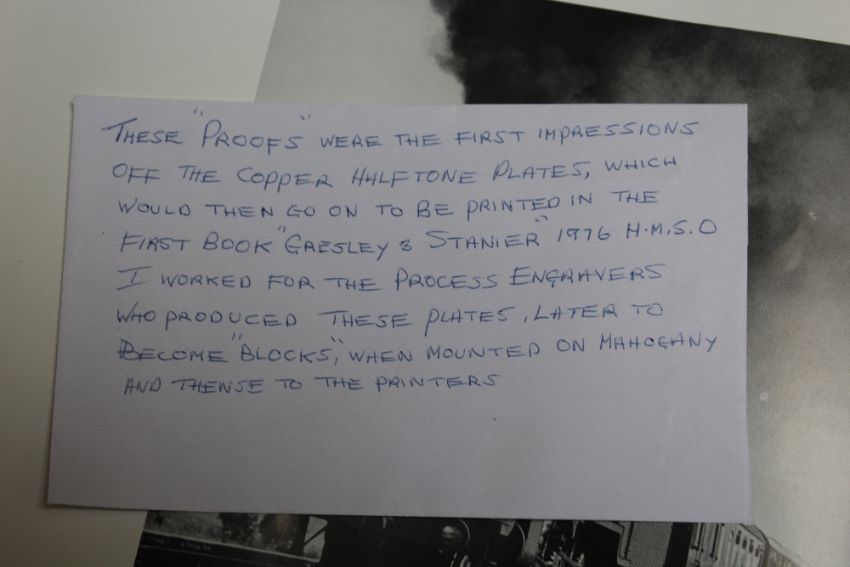 THESE "PROOFS" WERE THE FIRST IMPRESSIONS
OFF THE COPPER HALFTONE PLATES, WHICH
WOULD THEN GO ON TO BE PRINTED IN THE
FIRST BOOK "GRESLEY & STANIER" 1976 H.M.S.O
I WORKED FOR THE PROCESS ENGRAVERS
WHO PRODUCED THESE PLATES, LATER TO
BECOME "BLOCKS", WHEN MOUNTED ON MAHOGANY
AND THENSE TO THE PRINTERS